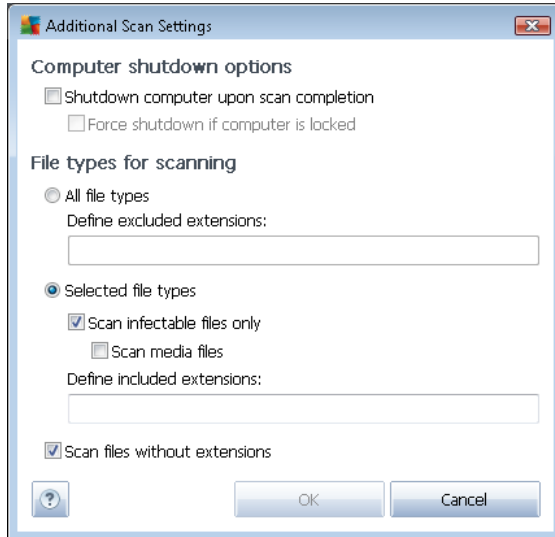 Additional Scan Settings
Computer shutdown options
Shutdown computer upon scan completion
Force shutdown if computer is locked
File types for scanning
All file types
Define excluded extensions:
Selected file types
Scan infectable files only
Scan media files
Define included extensions:
Scan files without extensions
? OK Cancel